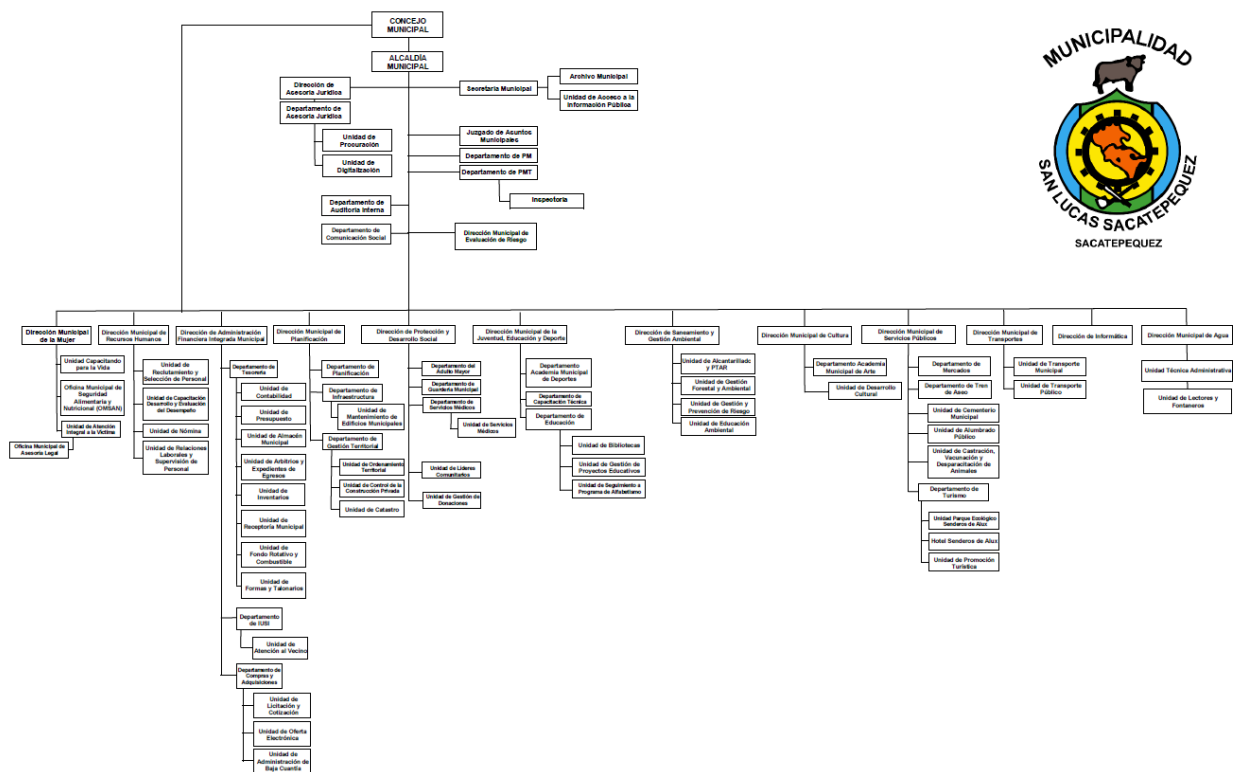 CONCEJO
MUNICIPAL
ALCALDÍA
MUNICIPAL
Dirección de
Asesoría Jurídica
Departamento de
Asesoría Jurídica
Unidad de
Procuración
Unidad de
Digitalización
Secretaría Municipal
Archivo Municipal
Unidad de Acceso a la
Información Pública
Juzgado de Asuntos
Municipales
Departamento de PM
Departamento de PMT
Inspectoría
Departamento de
Auditoría Interna
Departamento de
Comunicación Social
Dirección Municipal de
Evaluación de Riesgo
MUNICIPALIDAD
SAN LUCAS SACATEPEQUEZ
SACATEPEQUEZ
Dirección Municipal
de la Mujer
Unidad Capacitando
para la Vida
Oficina Municipal de
Seguridad
Alimentaria y
Nutricional (OMSAN)
Unidad de Atención
Integral a la Víctima
Oficina Municipal de
Asesoría Legal
Dirección Municipal de
Recursos Humanos
Unidad de
Reclutamiento y
Selección de Personal
Unidad de Capacitación
Desarrollo y Evaluación
del Desempeño
Unidad de Nómina
Unidad de Relaciones
Laborales y
Supervisión de
Personal
Dirección de Administración
Financiera Integrada Municipal
Departamento de
Tesorería
Unidad de
Contabilidad
Unidad de
Presupuesto
Unidad de Almacén
Municipal
Unidad de Arbitrios y
Expedientes de
Egresos
Unidad de
Inventarios
Unidad de
Receptoría Municipal
Unidad de
Fondo Rotativo y
Combustible
Unidad de
Formas y Talonarios
Departamento
de IUSI
Unidad de
Atención al Vecino
Departamento de
Compras y
Adquisiciones
Unidad de
Licitación y
Cotización
Unidad de Oferta
Electrónica
Unidad de
Administración de
Baja Cuantía
Dirección Municipal de
Planificación
Departamento de
Planificación
Departamento de
Infraestructura
Unidad de
Mantenimiento de
Edificios Municipales
Departamento de
Gestión Territorial
Unidad de Ordenamiento
Territorial
Unidad de Control de la
Construcción Privada
Unidad de Catastro
Dirección de Protección y
Desarrollo Social
Departamento del
Adulto Mayor
Departamento de
Guardería Municipal
Departamento de
Servicios Médicos
Unidad de Servicios
Médicos
Unidad de Líderes
Comunitarios
Unidad de Gestión de
Donaciones
Dirección Municipal de la
Juventud, Educación y Deporte
Departamento
Academia Municipal de
Deportes
Departamento de
Capacitación Técnica
Departamento de
Educación
Unidad de Bibliotecas
Unidad de Gestión de
Proyectos Educativos
Unidad de Seguimiento a
Programa de Alfabetismo
Dirección de Saneamiento y
Gestión Ambiental
Unidad de Alcantarillado
y PTAR
Unidad de Gestión
Forestal y Ambiental
Unidad de Gestión y
Prevención de Riesgo
Unidad de Educación
Ambiental
Dirección Municipal de Cultura
Departamento Academia
Municipal de Arte
Unidad de Desarrollo
Cultural
Dirección Municipal de
Servicios Públicos
Departamento de
Mercados
Departamento de Tren
de Aseo
Unidad de Cementerio
Municipal
Unidad de Alumbrado
Público
Unidad de Castración,
Vacunación y
Desparacitación de
Animales
Departamento de
Turismo
Unidad Parque Ecológico
Senderos de Alux
Hotel Senderos de Alux
Unidad de Promoción
Turística
Dirección Municipal de
Transportes
Unidad de Transporte
Municipal
Unidad de Transporte
Público
Dirección de Informática
Dirección Municipal de Agua
Unidad Técnica Administrativa
Unidad de Lectores y
Fontaneros